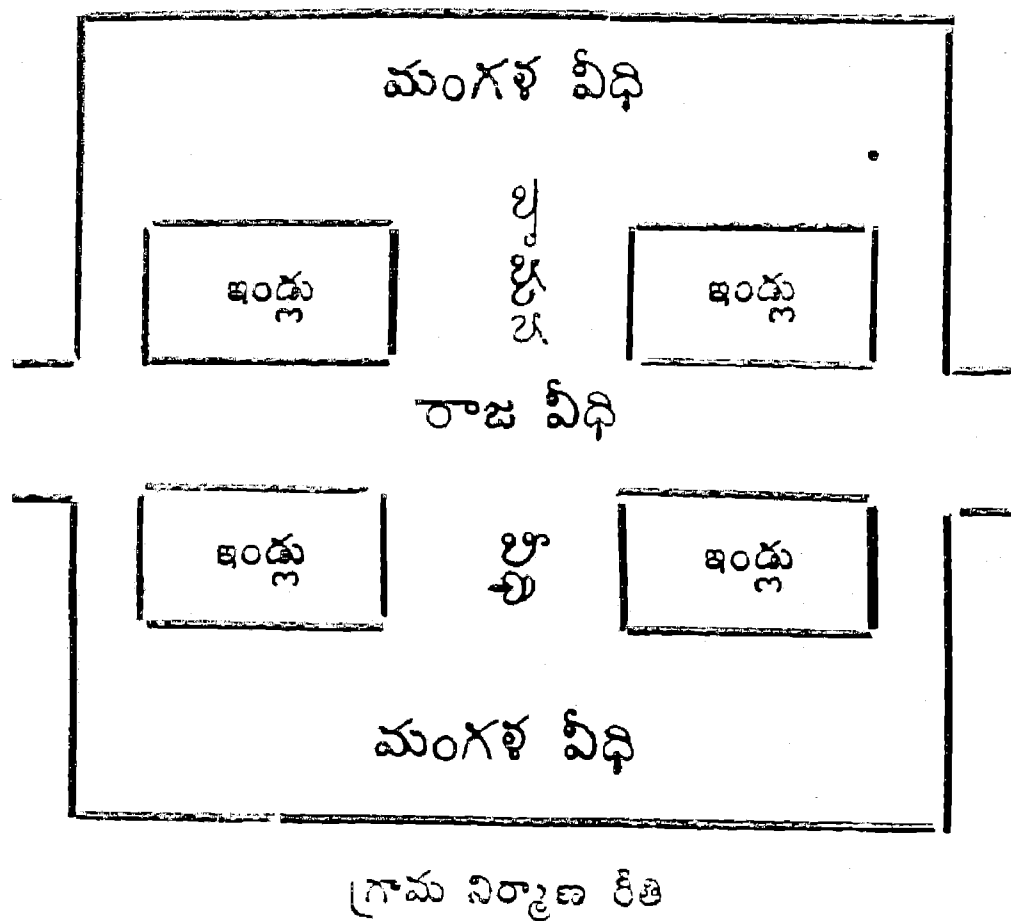 మంగళ వీధి
ఇండ్లు
ఇండ్లు
రాజ వీధి
ఇండ్లు
ఇండ్లు
మంగళ వీధి
గ్రామ నిర్మాణ రీతి